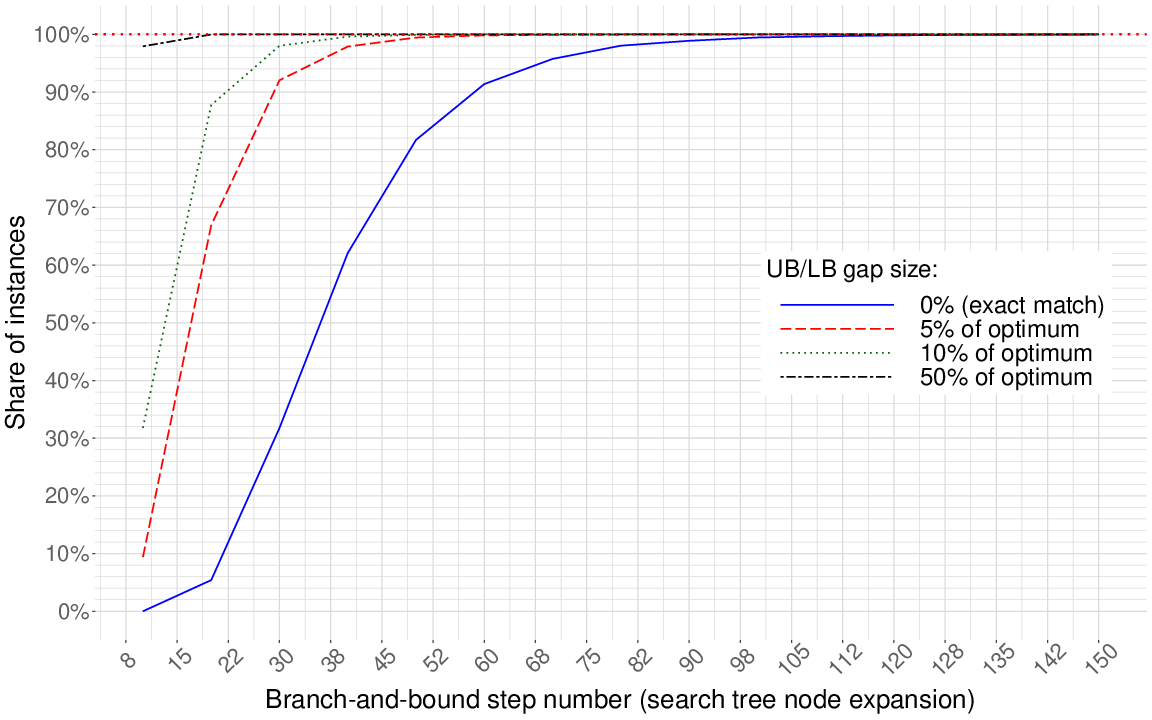 100%
90%
80%
70%
60%
50%
40%
30%
20%
10%
0%
Share of instances
UB/LB gap size:
0% (exact match)
5% of optimum
10% of optimum
50% of optimum
8 15 22 30 38 45 52 60 68 75 82 90 98 105 112 120 128 135 142 150
Branch-and-bound step number (search tree node expansion)